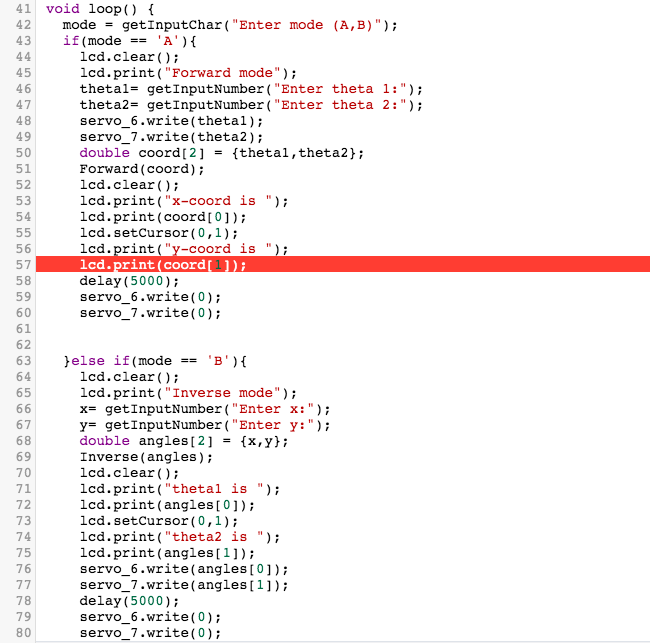 41 void loop() {
42 mode = getInputChar("Enter mode (A,B)");
43 if(mode == 'A'){
44 lcd.clear();
45 lcd.print("Forward mode");
46 theta1= getInputNumber("Enter theta 1:");
47 theta2= getInputNumber("Enter theta 2:");
48 servo_6.write(theta1);
49 servo_7.write(theta2);
50 double coord[2] = {theta1,theta2};
51 Forward(coord);
52 lcd.clear();
53 lcd.print("x-coord is ");
54 lcd.print(coord[0]);
55 lcd.setCursor(0,1);
56 lcd.print("y-coord is ");
57 lcd.print(coord[1]);
58 delay(5000);
59 servo_6.write(0);
60 servo_7.write(0);
61
62
63 }else if(mode == 'B'){
64 lcd.clear();
65 lcd.print("Inverse mode");
66 x= getInputNumber("Enter x:");
67 y= getInputNumber("Enter y:");
68 double angles[2] = {x,y};
69 Inverse(angles);
70 lcd.clear();
71 lcd.print("theta1 is ");
72 lcd.print(angles[0]);
73 lcd.setCursor(0,1);
74 lcd.print("theta2 is ");
75 lcd.print(angles[1]);
76 servo_6.write(angles[0]);
77 servo_7.write(angles[1]);
78 delay(5000);
79 servo_6.write(0);
80 servo_7.write(0);